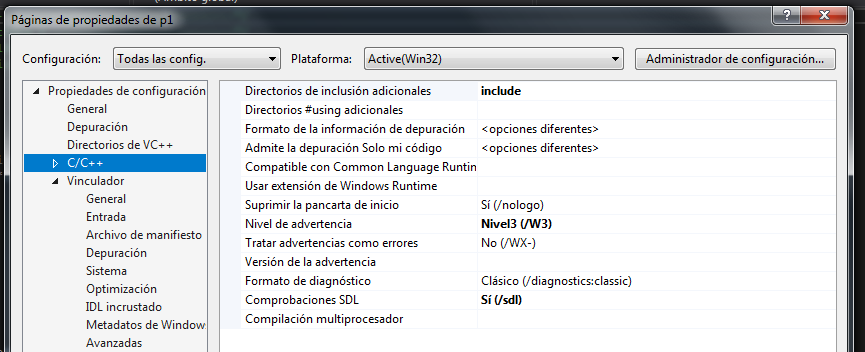 (Ámbito global)
Páginas de propiedades de p1
Configuración: Todas las config. Plataforma: Active(Win32) Administrador de configuración...
Propiedades de configuración
General
Depuración
Directorios de VC++
C/C++
Vinculador
General
Entrada
Archivo de manifiesto
Depuración
Sistema
Optimización
IDL incrustado
Metadatos de Window
Avanzadas
Directorios de inclusión adicionales include
Directorios #using adicionales
Formato de la información de depuración <opciones diferentes>
Admite la depuración Solo mi código <opciones diferentes>
Compatible con Common Language Runtin
Usar extensión de Windows Runtime
Suprimir la pancarta de inicio Sí (/nologo)
Nivel de advertencia Nivel3 (/W3)
Tratar advertencias como errores No (/WX-)
Versión de la advertencia
Formato de diagnóstico Clásico (/diagnostics:classic)
Comprobaciones SDL Sí (/sdl)
Compilación multiprocesador